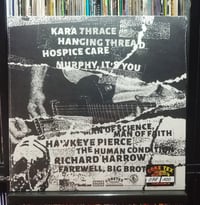 KARA THRACE
HANGING THREAD
HOSPICE CARE
MURPHY, IT'S YOU
MAN OF SCIENCE,
MAN OF FAITH
HAWKEYE PIERCE
THE HUMAN CONDITION
RICHARD HARROW
FAREWELL, BIG BRO